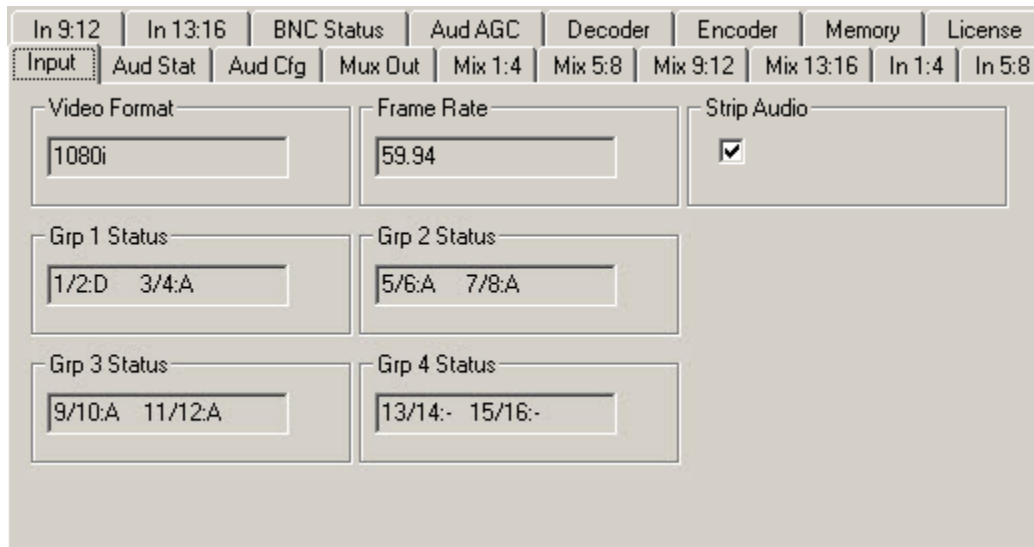 In 9:12 In 13:16 BNC Status Aud AGC Decoder Encoder Memory License
Input Aud Stat Aud Cfg Mux Out Mix 1:4 Mix 5:8 Mix 9:12 Mix 13:16 In 1:4 In 5:8
Video Format Frame Rate Strip Audio
1080i 59.94
Grp 1 Status Grp 2 Status
1/2:D 3/4:A 5/6:A 7/8:A
Grp 3 Status Grp 4 Status
9/10:A 11/12:A 13/14:- 15/16:-